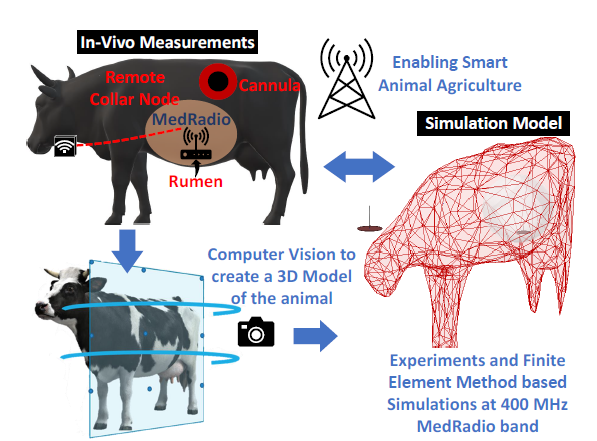 In-Vivo Measurements
Remote
Collar Node
Cannula
MedRadio
Rumen
Enabling Smart
Animal Agriculture
Simulation Model
Computer Vision to
create a 3D Model
of the animal
Experiments and Finite
Element Method based
Simulations at 400 MHz
MedRadio band